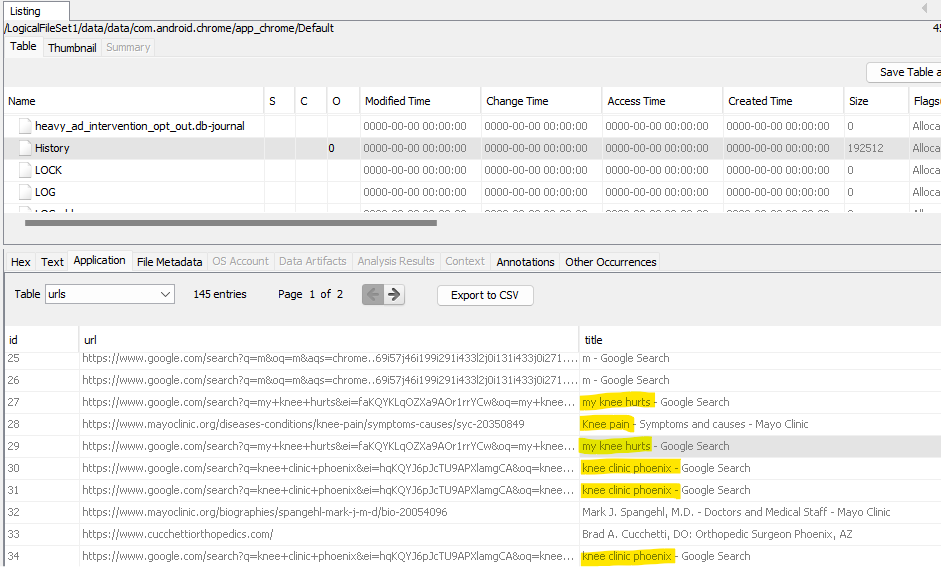 Listing
/LogicalFileSet1/data/data/com.android.chrome/app_chrome/Default
Table Thumbnail Summary
Save Table
Name S C O Modified Time Change Time Access Time Created Time Size
heavy_ad_intervention_opt_out.db-journal 0000-00-00 00:00:00 0000-00-00 00:00:00 0000-00-00 00:00:00 0000-00-00 00:00:00 0 Alloca
History 0 0000-00-00 00:00:00 0000-00-00 00:00:00 0000-00-00 00:00:00 0000-00-00 00:00:00 192512 Alloca
LOCK 0000-00-00 00:00:00 0000-00-00 00:00:00 0000-00-00 00:00:00 0000-00-00 00:00:00 0 Alloca
LOG 0000-00-00 00:00:00 0000-00-00 00:00:00 0000-00-00 00:00:00 0000-00-00 00:00:00 0 Alloca
Hex Text Application File Metadata OS Account Data Artifacts Analysis Results Context Annotations Other Occurrences
Table urls 145 entries Page 1 of 2 Export to CSV
id url title
25 https://www.google.com/search?q=m&oq=m&aqs=chrome..69i57j46i199i291i433l2j0i131i433j0i271.... m - Google Search
26 https://www.google.com/search?q=m&oq=m&aqs=chrome..69i57j46i199i291i433l2j0i131i433j0i271.... m - Google Search
27 https://www.google.com/search?q=my+knee+hurts&ei=faKQYKLqOZXa9AOr1rrYCw&oq=my+knee... my knee hurts - Google Search
28 https://www.mayoclinic.org/diseases-conditions/knee-pain/symptoms-causes/syc-20350849 Knee pain - Symptoms and causes - Mayo Clinic
29 https://www.google.com/search?q=my+knee+hurts&ei=faKQYKLqOZXa9AOr1rrYCw&oq=my+knee... my knee hurts - Google Search
30 https://www.google.com/search?q=knee+clinic+phoenix&ei=hqKQYJ6pJcTU9APXlamgCA&oq=knee... knee clinic phoenix - Google Search
31 https://www.google.com/search?q=knee+clinic+phoenix&ei=hqKQYJ6pJcTU9APXlamgCA&oq=knee... knee clinic phoenix - Google Search
32 https://www.mayoclinic.org/biographies/spangehl-mark-j-m-d/bio-20054096 Mark J. Spangehl, M.D. - Doctors and Medical Staff - Mayo Clinic
33 https://www.cucchettiorthopedics.com/ Brad A. Cucchetti, DO: Orthopedic Surgeon Phoenix, AZ
34 https://www.google.com/search?q=knee+clinic+phoenix&ei=hqKQYJ6pJcTU9APXlamgCA&oq=knee... knee clinic phoenix - Google Search